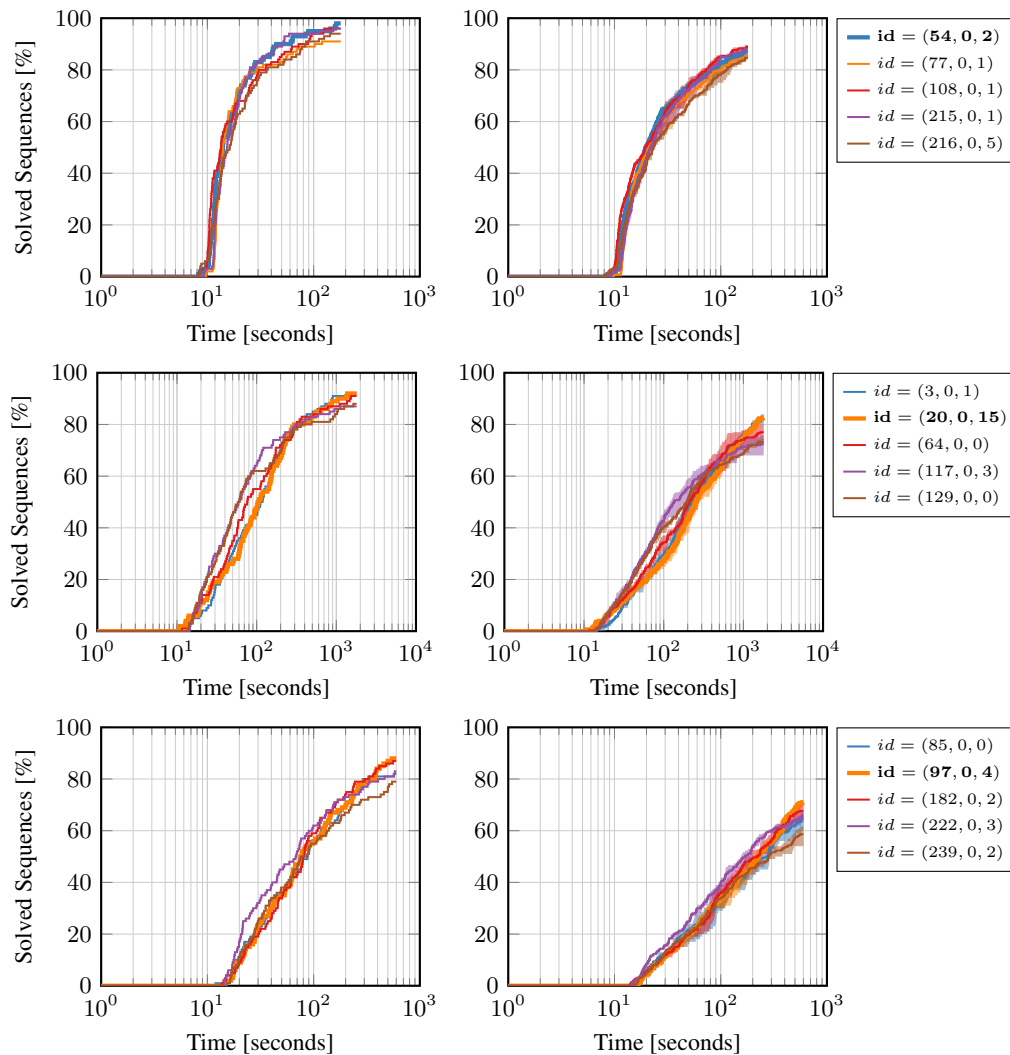 100
80
60
40
20
0
Solved Sequences [%]
10^0 10^1 10^2 10^3
Time [seconds]
100
80
60
40
20
0
10^0 10^1 10^2 10^3
Time [seconds]
id = (54, 0, 2)
id = (77, 0, 1)
id = (108, 0, 1)
id = (215, 0, 1)
id = (216, 0, 5)
100
80
60
40
20
0
Solved Sequences [%]
10^0 10^1 10^2 10^3 10^4
Time [seconds]
100
80
60
40
20
0
10^0 10^1 10^2 10^3 10^4
Time [seconds]
id = (3, 0, 1)
id = (20, 0, 15)
id = (64, 0, 0)
id = (117, 0, 3)
id = (129, 0, 0)
100
80
60
40
20
0
Solved Sequences [%]
10^0 10^1 10^2 10^3
Time [seconds]
100
80
60
40
20
0
10^0 10^1 10^2 10^3
Time [seconds]
id = (85, 0, 0)
id = (97, 0, 4)
id = (182, 0, 2)
id = (222, 0, 3)
id = (239, 0, 2)